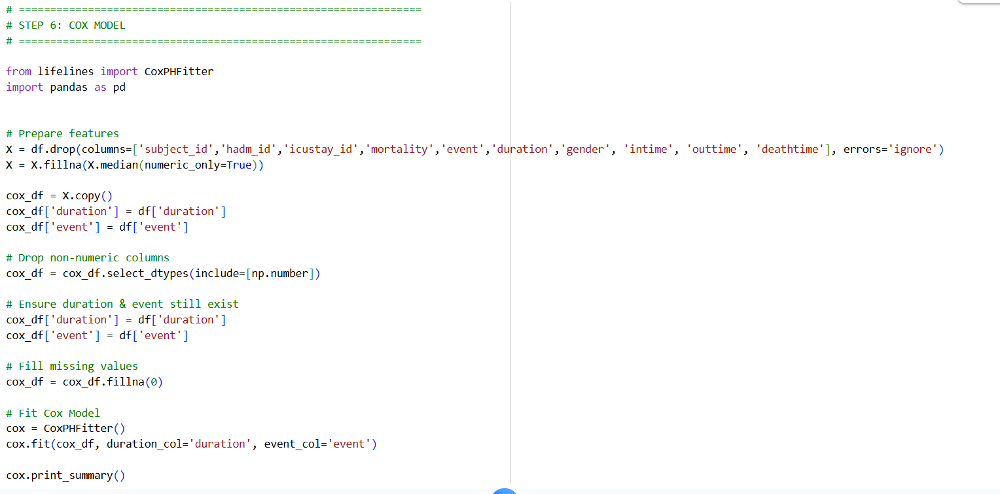 # ================================================================
# STEP 6: COX MODEL
# ================================================================
from lifelines import CoxPHFitter
import pandas as pd
# Prepare features
X = df.drop(columns=['subject_id','hadm_id','icustay_id','mortality','event','duration','gender', 'intime', 'outtime', 'deathtime'], errors='ignore')
X = X.fillna(X.median(numeric_only=True))
cox_df = X.copy()
cox_df['duration'] = df['duration']
cox_df['event'] = df['event']
# Drop non-numeric columns
cox_df = cox_df.select_dtypes(include=[np.number])
# Ensure duration & event still exist
cox_df['duration'] = df['duration']
cox_df['event'] = df['event']
# Fill missing values
cox_df = cox_df.fillna(0)
# Fit Cox Model
cox = CoxPHFitter()
cox.fit(cox_df, duration_col='duration', event_col='event')
cox.print_summary()